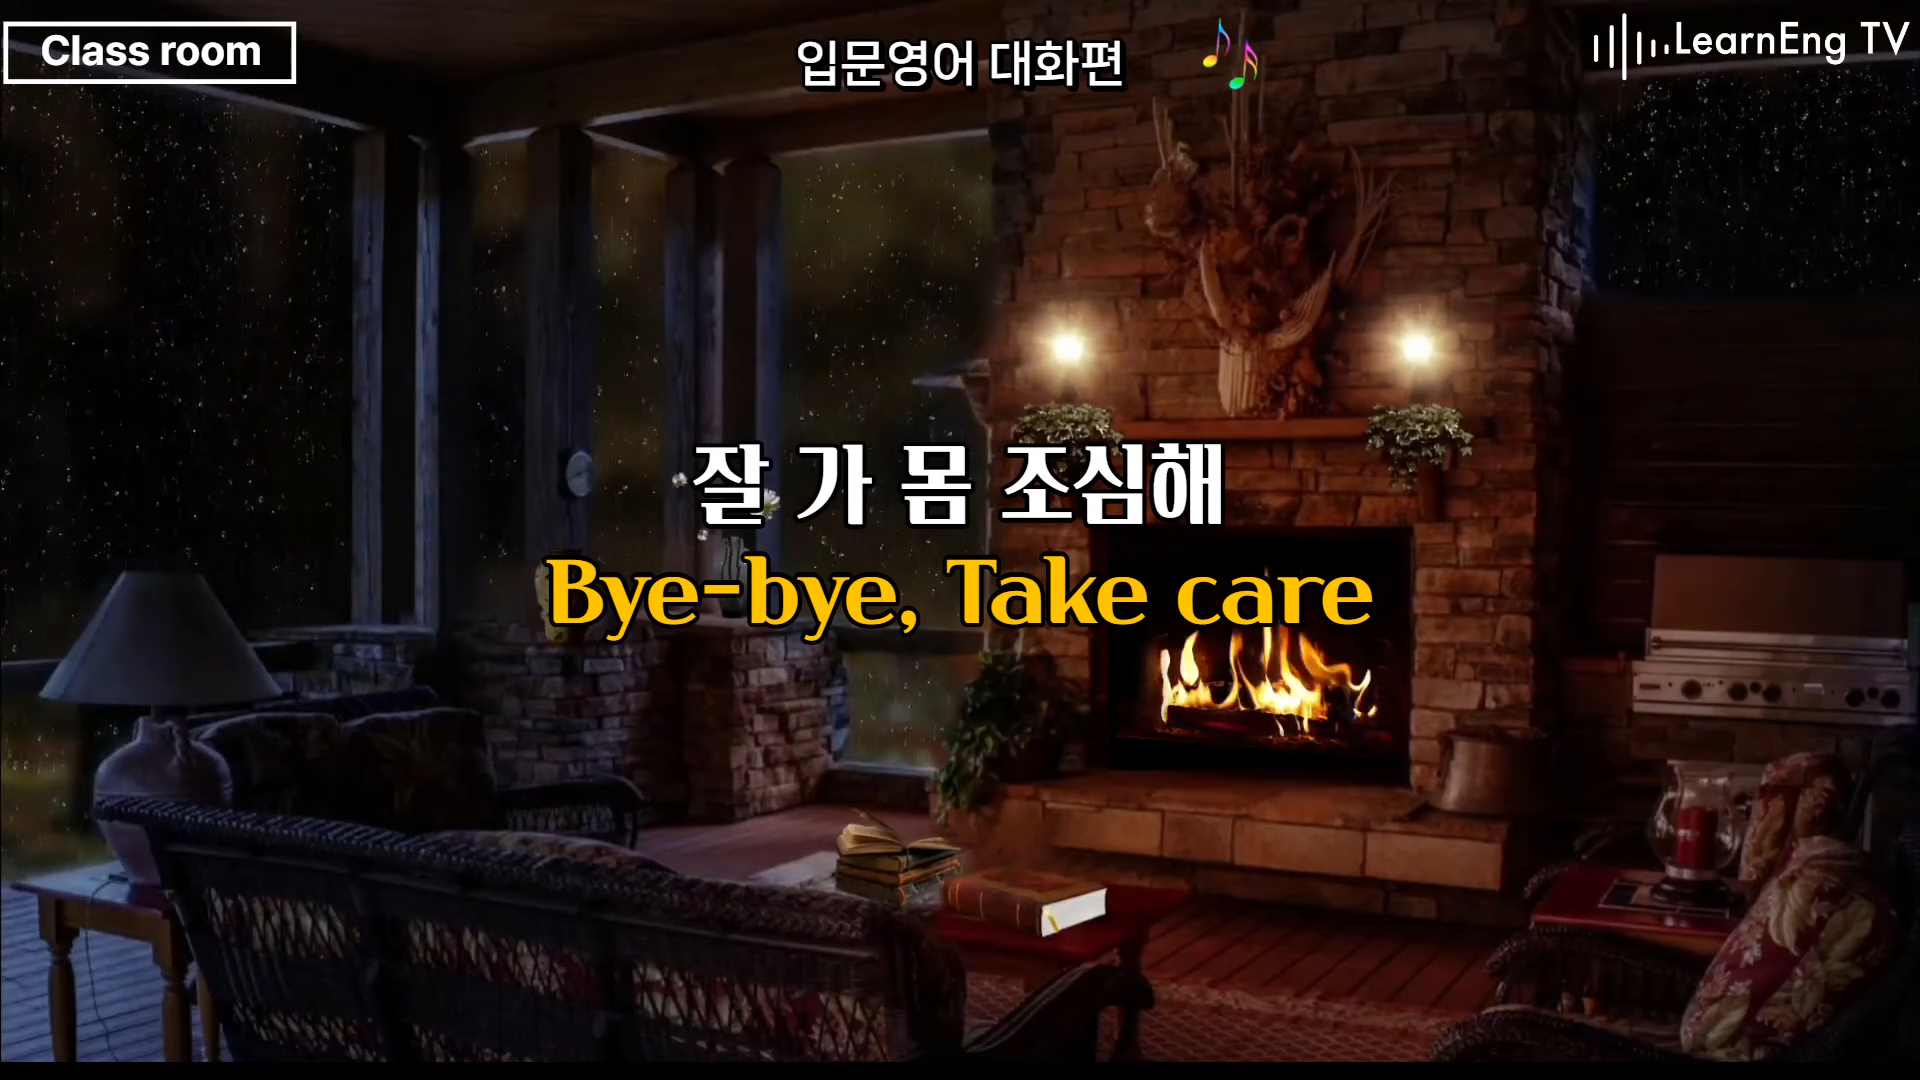 Class room
입문영어 대화편
LearnEng TV
잘 가 몸 조심해
Bye-bye, Take care